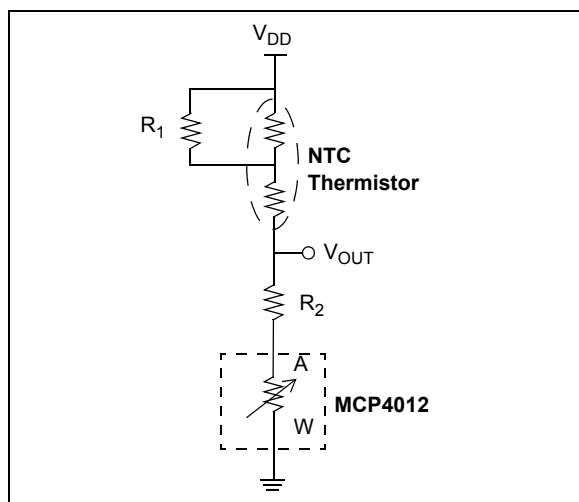 V_DD
R_1
NTC
Thermistor
V_OUT
R_2
A
MCP4012
W